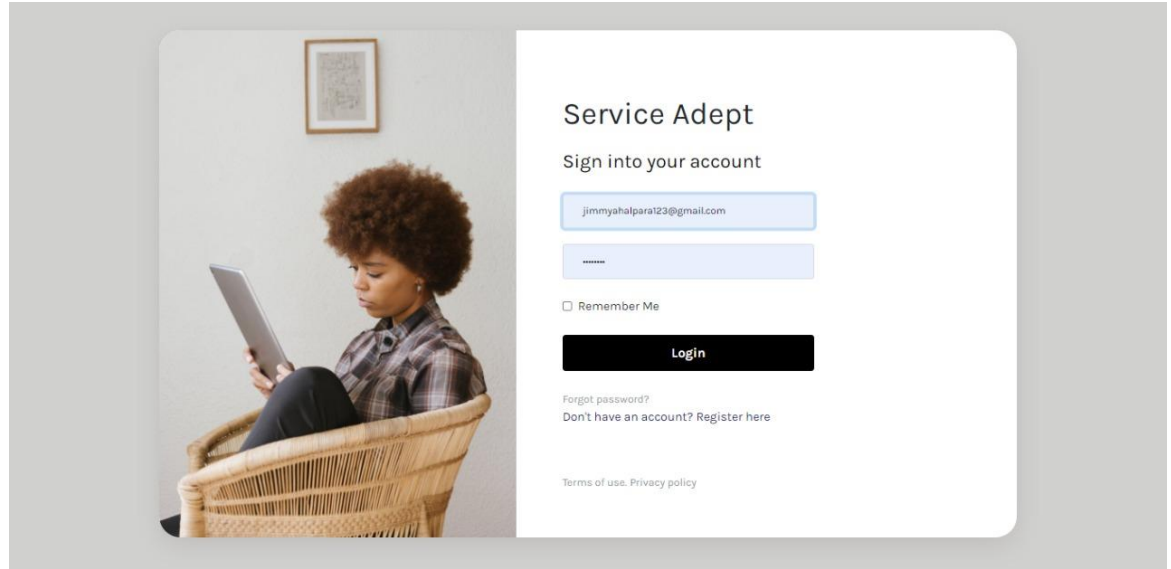 Service Adept
Sign into your account
jimmyahalpara123@gmail.com
••••••••
Remember Me
Login
Forgot password?
Don't have an account? Register here
Terms of use. Privacy policy